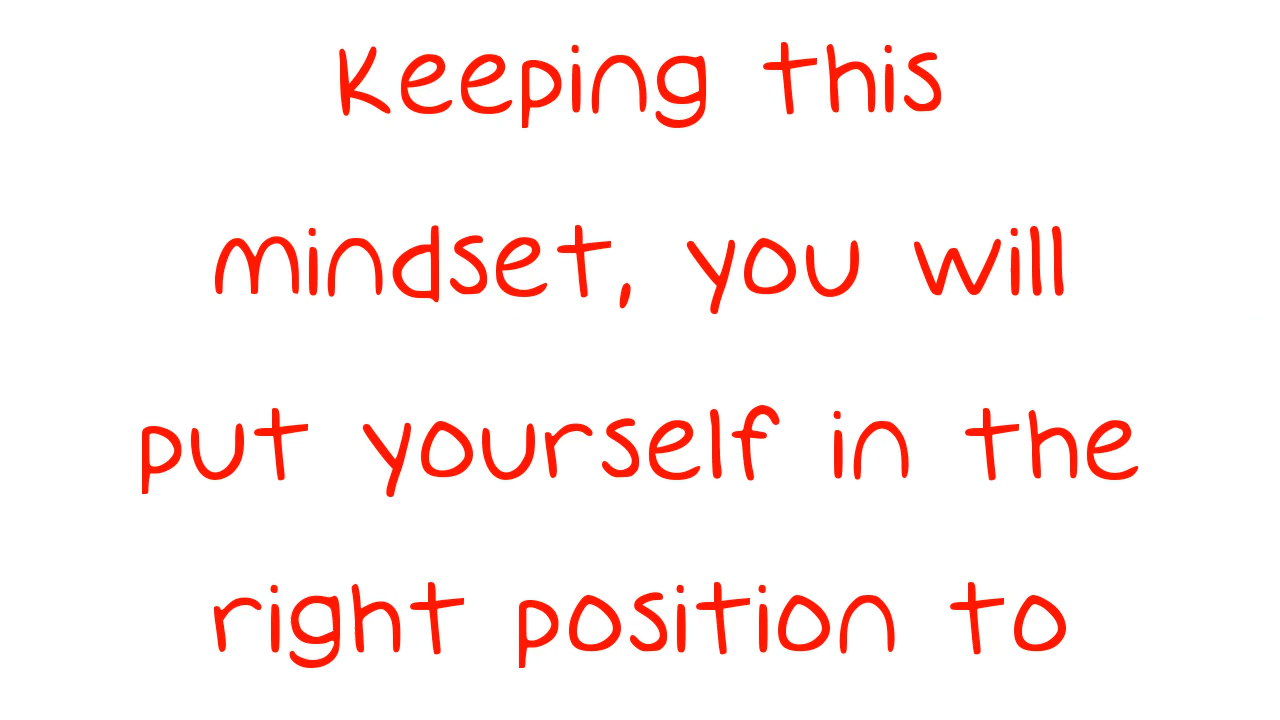 Keeping this
mindset, you will
put yourself in the
right position to